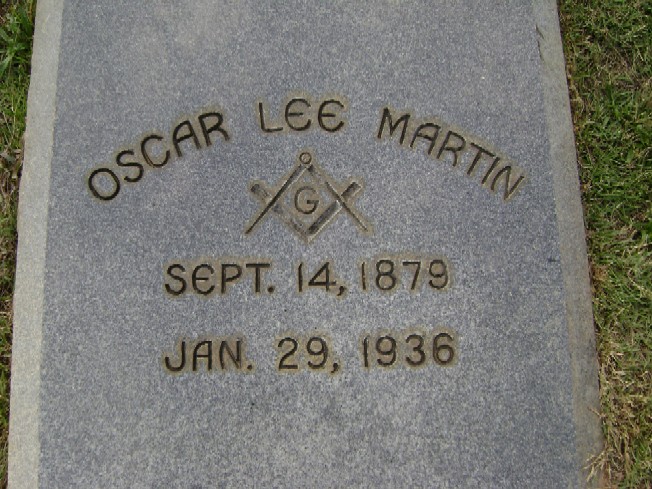 OSCAR LEE MARTIN
G
SEPT. 14, 1879
JAN. 29, 1936